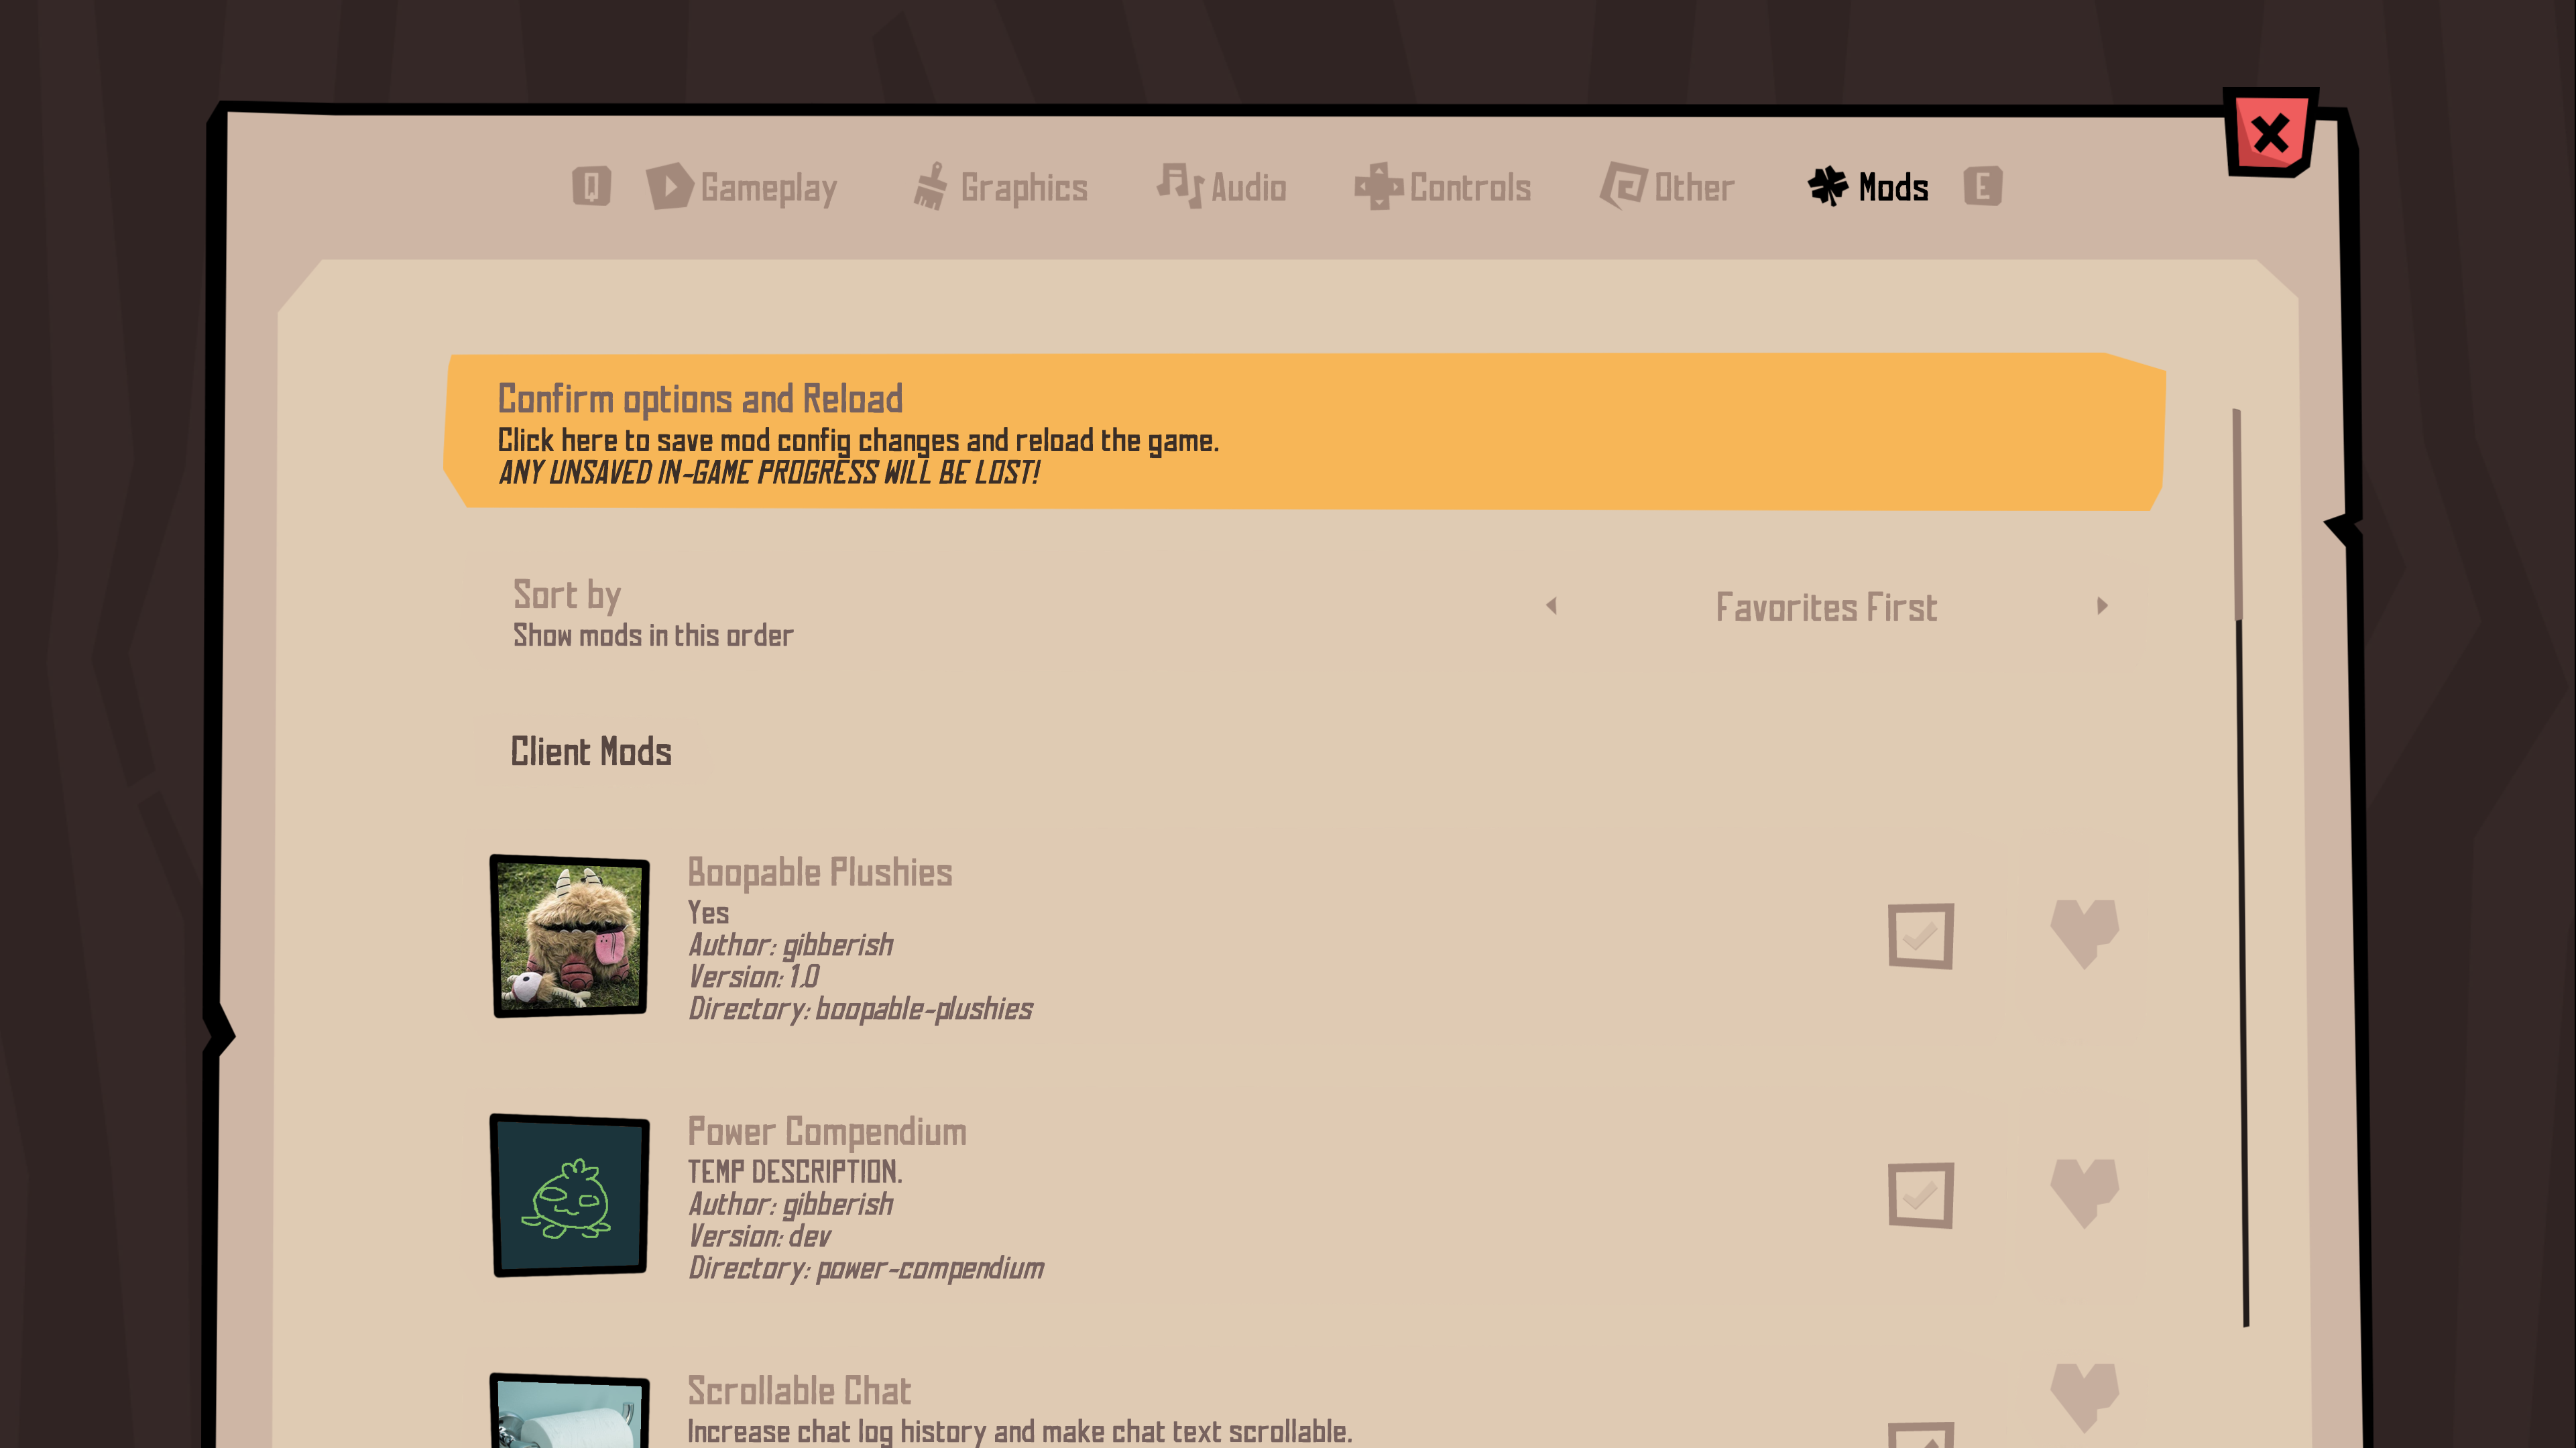 Q Gameplay Graphics Audio Controls Other Mods E
Confirm options and Reload
Click here to save mod config changes and reload the game.
ANY UNSAVED IN-GAME PROGRESS WILL BE LOST!
Sort by
Favorites First
Show mods in this order
Client Mods
Boopable Plushies
Yes
Author: gibberish
Version: 1.0
Directory: boopable-plushies
Power Compendium
TEMP DESCRIPTION.
Author: gibberish
Version: dev
Directory: power-compendium
Scrollable Chat
Increase chat log history and make chat text scrollable.